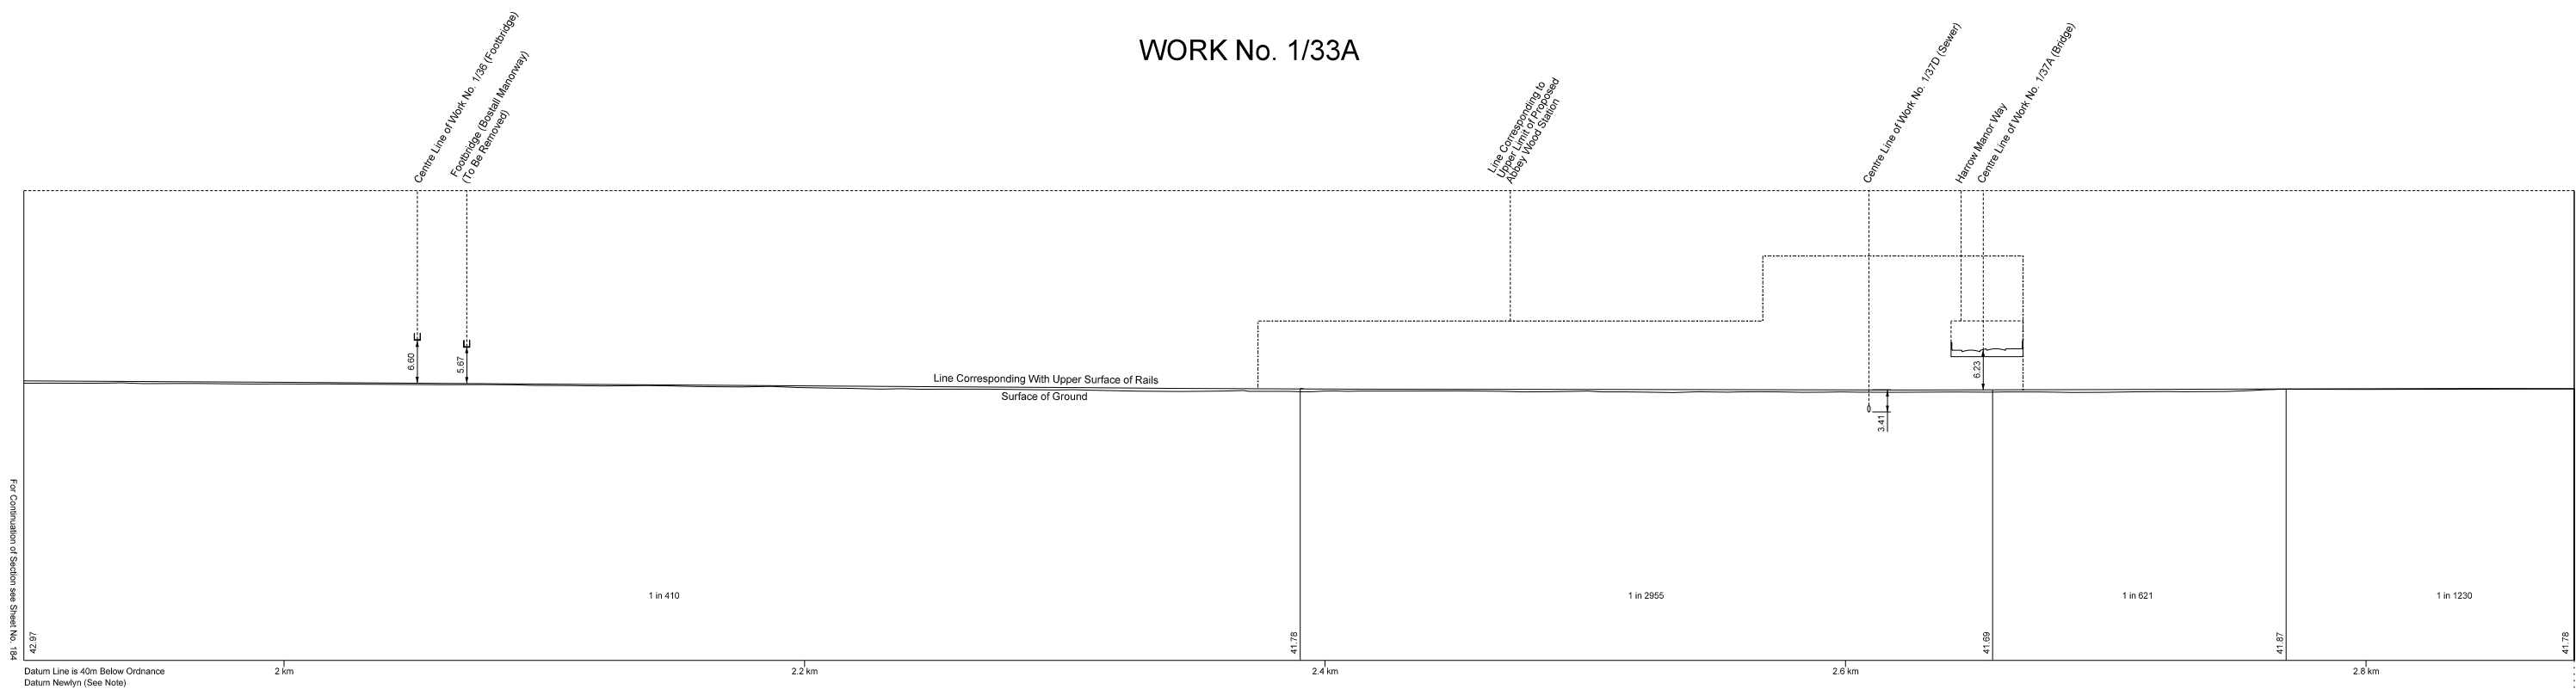 WORK No. 1/33A
Centre Line of Work No. 1/36 (Footbridge)
Footbridge (Bostall Manorway)
(To Be Removed)
Line Corresponding to
Upper Limit of Proposed
Abbey Wood Station
Centre Line of Work No. 1/37D (Sewer)
Harrow Manor Way
Centre Line of Work No. 1/37A (Bridge)
6.60
5.67
6.23
3.41
Line Corresponding With Upper Surface of Rails
Surface of Ground
For Continuation of Section see Sheet No. 184
1 in 410
1 in 2955
1 in 621
1 in 1230
42.97
41.78
41.69
41.87
41.78
Datum Line is 40m Below Ordnance
Datum Newlyn (See Note)
2 km
2.2 km
2.4 km
2.6 km
2.8 km